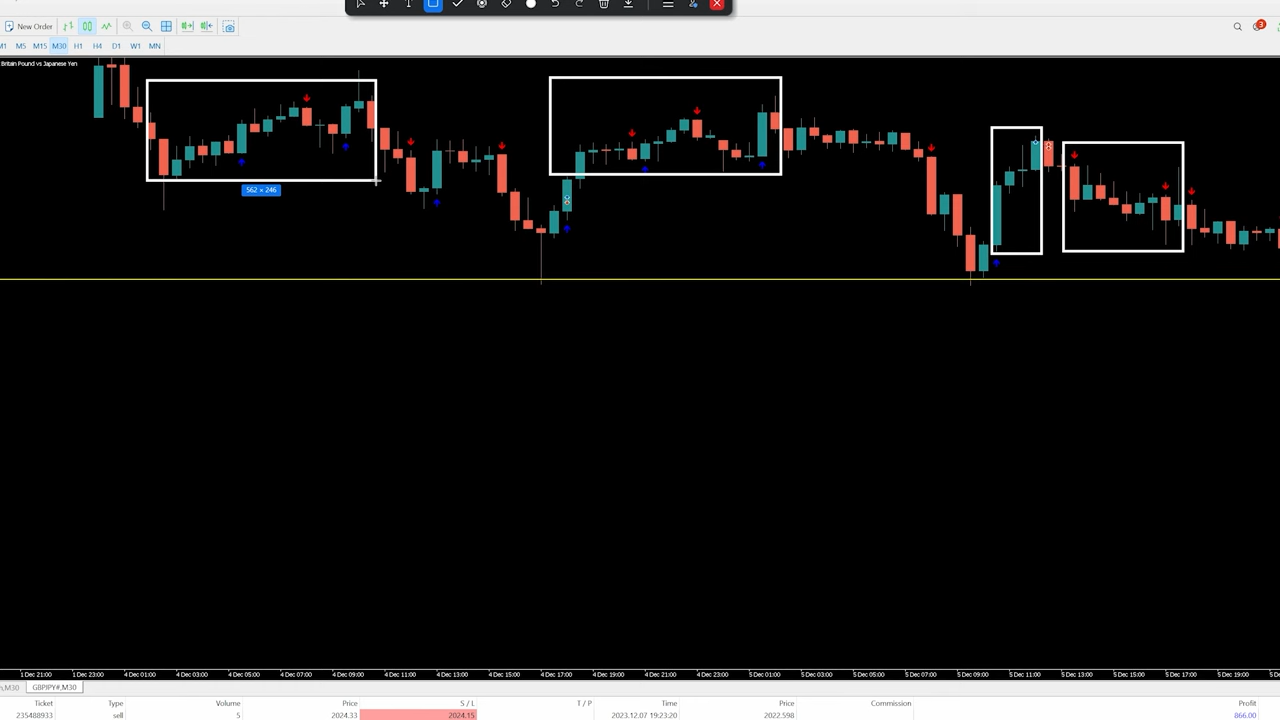 New Order
3
M1 M5 M15 M30 H1 H4 D1 W1 MN
Britain Pound vs Japanese Yen
562 × 246
1 Dec 21:00 1 Dec 23:00 4 Dec 01:00 4 Dec 03:00 4 Dec 05:00 4 Dec 07:00 4 Dec 09:00 4 Dec 11:00 4 Dec 15:00 4 Dec 17:00 4 Dec 19:00 4 Dec 21:00 4 Dec 23:00 5 Dec 01:00 5 Dec 03:00 5 Dec 05:00 5 Dec 07:00 5 Dec 09:00 5 Dec 11:00 5 Dec 13:00 5 Dec 15:00 5 Dec 17:00 5 Dec 19:00
,M30 GBPJPY#,M30
Ticket Type Volume Price S / L T / P Time Price Commission Profit
235488933 sell 5 2024.33 2024.15 2023.12.07 19:23:20 2022.598 866.00